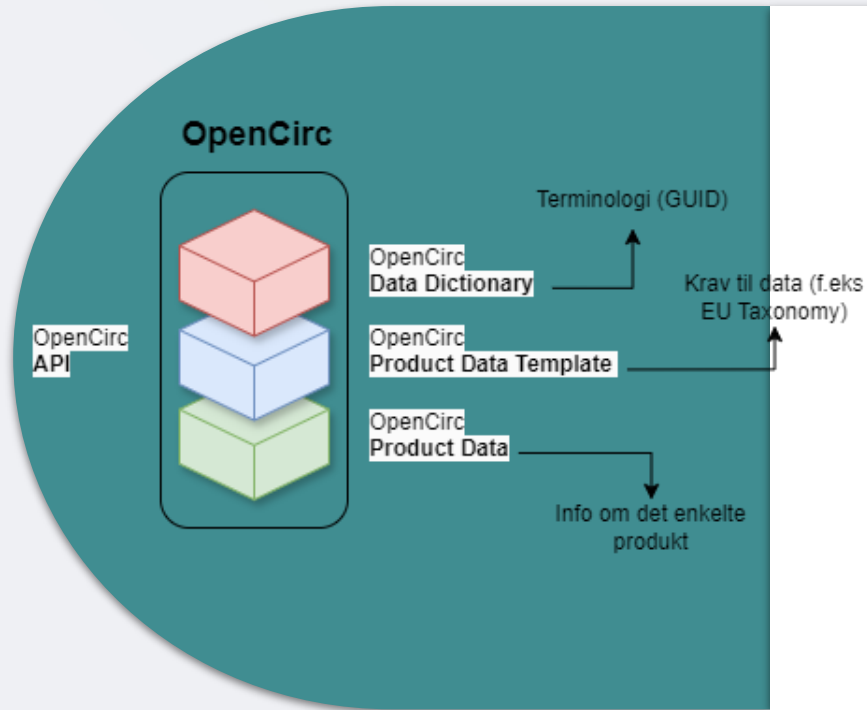 OpenCirc
Terminologi (GUID)
OpenCirc
Data Dictionary
Krav til data (f.eks
EU Taxonomy)
OpenCirc
API
OpenCirc
Product Data Template
OpenCirc
Product Data
Info om det enkelte
produkt